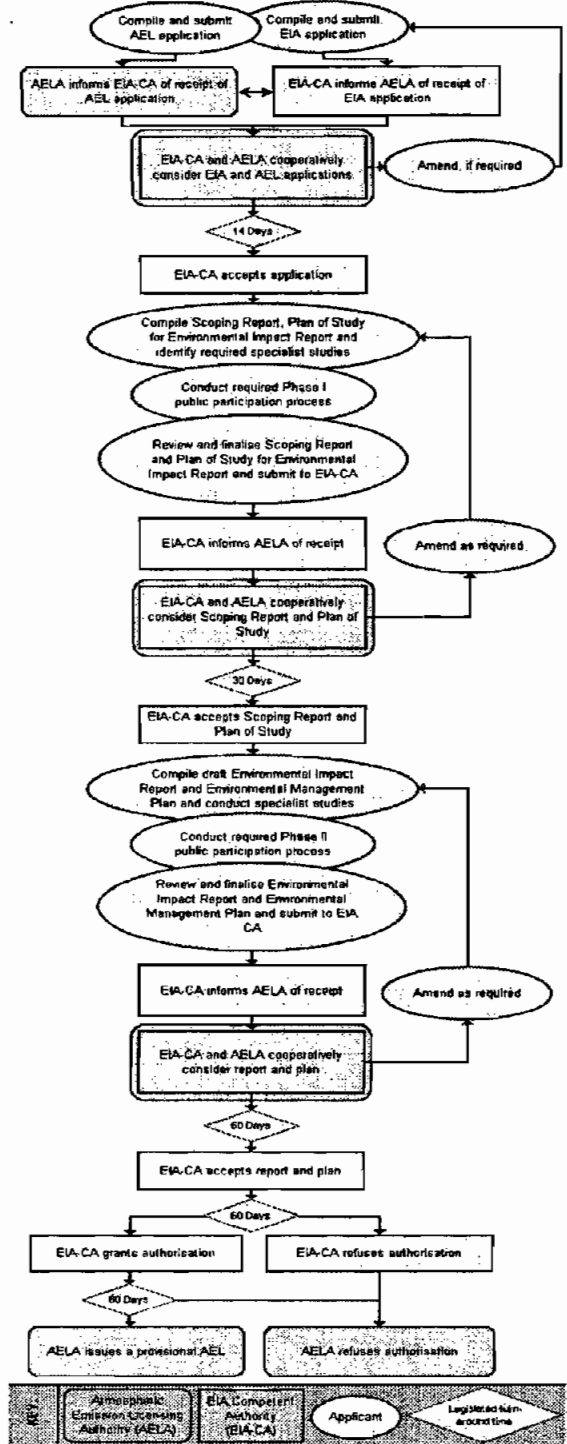 Compile and submit
AEL application
Compile and submit
EIA application
AELA informs EIA-CA of receipt of
AEL application
EIA-CA informs AELA of receipt of
EIA application
EIA-CA and AELA cooperatively
consider EIA and AEL applications
Amend, if required
14 Days
EIA-CA accepts application
Compile Scoping Report, Plan of Study
for Environmental Impact Report and
identify required specialist studies
Conduct required Phase I
public participation process
Review and finalise Scoping Report
and Plan of Study for Environmental
Impact Report and submit to EIA-CA
EIA-CA informs AELA of receipt
Amend as required
EIA-CA and AELA cooperatively
consider Scoping Report and Plan of
Study
30 Days
EIA-CA accepts Scoping Report and
Plan of Study
Compile draft Environmental Impact
Report and Environmental Management
Plan and conduct specialist studies
Conduct required Phase II
public participation process
Review and finalise Environmental
Impact Report and Environmental
Management Plan and submit to EIA
CA
EIA-CA informs AELA of receipt
Amend as required
EIA-CA and AELA cooperatively
consider report and plan
60 Days
EIA-CA accepts report and plan
60 Days
EIA-CA grants authorisation
EIA-CA refuses authorisation
60 Days
AELA issues a provisional AEL
AELA refuses authorisation
KEY:
Atmospheric
Emission Licensing
Authority (AELA)
EIA Competent
Authority
(EIA-CA)
Applicant
Legislated turn-
around time